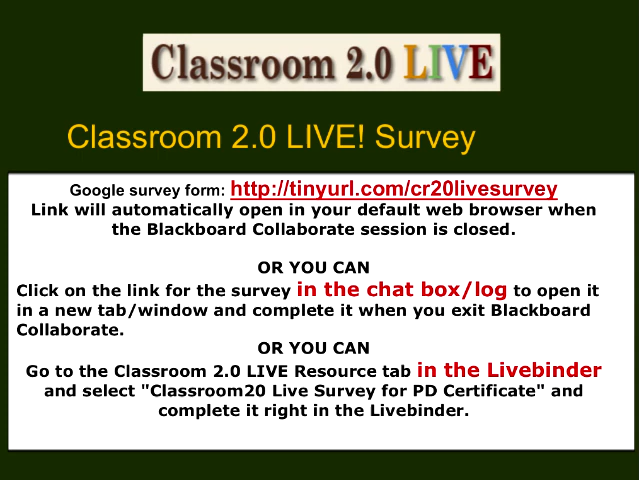 Classroom 2.0 LIVE
Classroom 2.0 LIVE! Survey
Google survey form: http://tinyurl.com/cr20livesurvey
Link will automatically open in your default web browser when
the Blackboard Collaborate session is closed.
OR YOU CAN
Click on the link for the survey in the chat box/log to open it
in a new tab/window and complete it when you exit Blackboard
Collaborate.
OR YOU CAN
Go to the Classroom 2.0 LIVE Resource tab in the Livebinder
and select "Classroom20 Live Survey for PD Certificate" and
complete it right in the Livebinder.